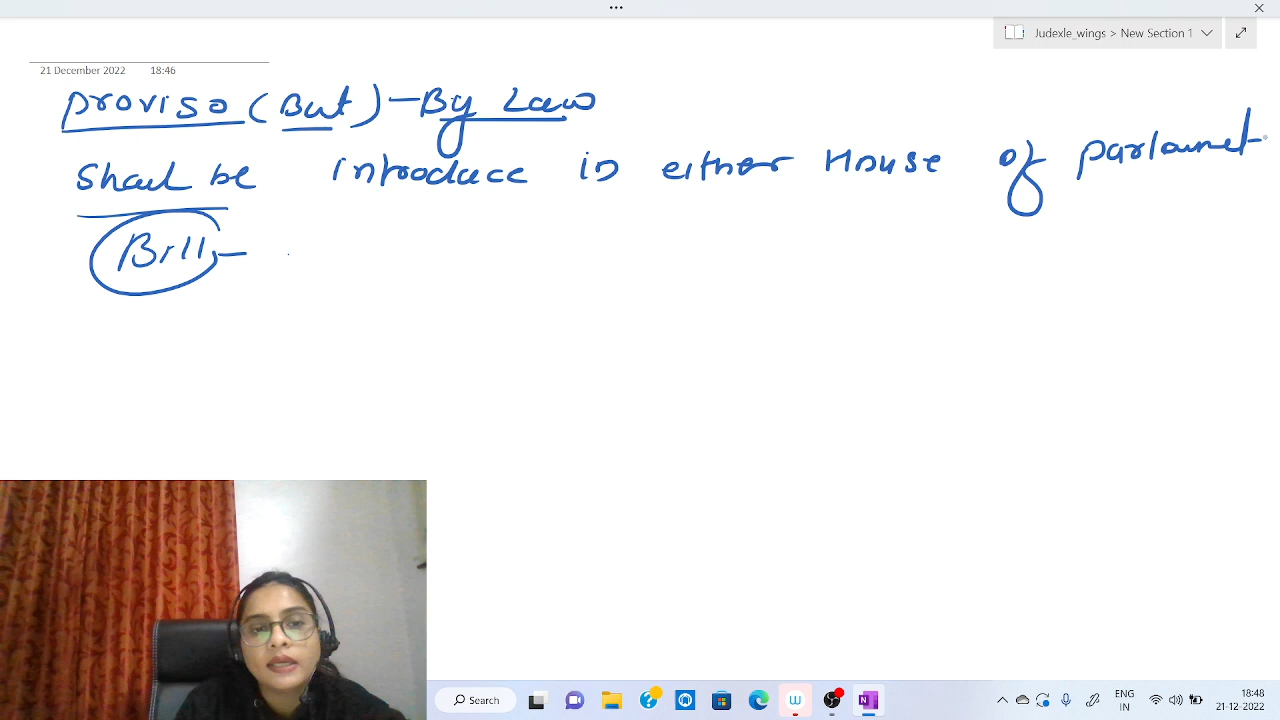 Judexle_wings > New Section 1
21 December 2022 18:46
Proviso (But) - By Law
Shall be introduce in either House of parlaimet
Bill -
Search
ENG
IN
18:48
21-12-2022